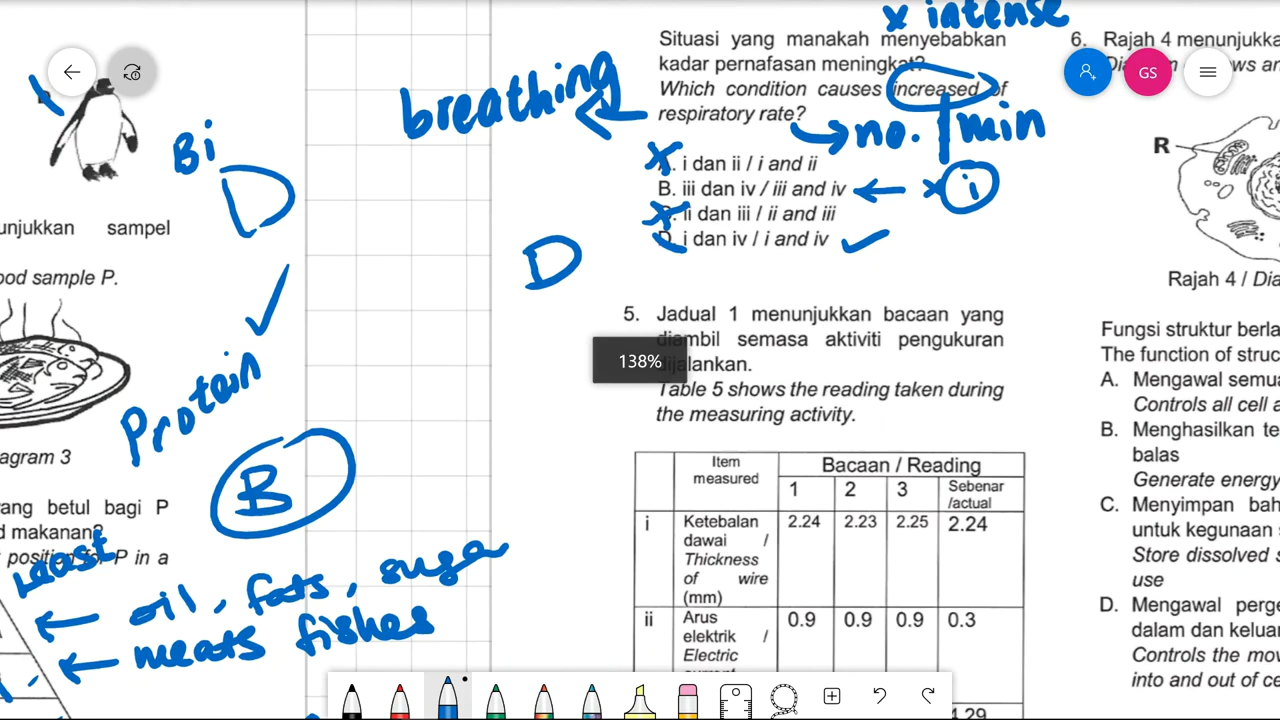 x intense
Situasi yang manakah menyebabkan
kadar pernafasan meningkat?
Which condition causes increased of
respiratory rate?
breathing
no. / min
A. i dan ii / i and ii
B. iii dan iv / iii and iv
x i
C. ii dan iii / ii and iii
D. i dan iv / i and iv
D
5. Jadual 1 menunjukkan bacaan yang
diambil semasa aktiviti pengukuran
dijalankan.
138%
Table 5 shows the reading taken during
the measuring activity.
Item measured
Bacaan / Reading
1 2 3 Sebenar /actual
i Ketebalan dawai / Thickness of wire (mm) 2.24 2.23 2.25 2.24
ii Arus elektrik / Electric 0.9 0.9 0.9 0.3
Bi
D
unjukkan sampel
ood sample P.
Protein
agram 3
B
ang betul bagi P
d makanan?
position for P in a
Least
oil, fats, suga
meats fishes
GS
6. Rajah 4 menunjukka
R
Rajah 4 / Dia
Fungsi struktur berla
The function of struc
A. Mengawal semua
Controls all cell a
B. Menghasilkan te
balas
Generate energy
C. Menyimpan bah
untuk kegunaan s
Store dissolved s
use
D. Mengawal perge
dalam dan kelua
Controls the mov
into and out of ce